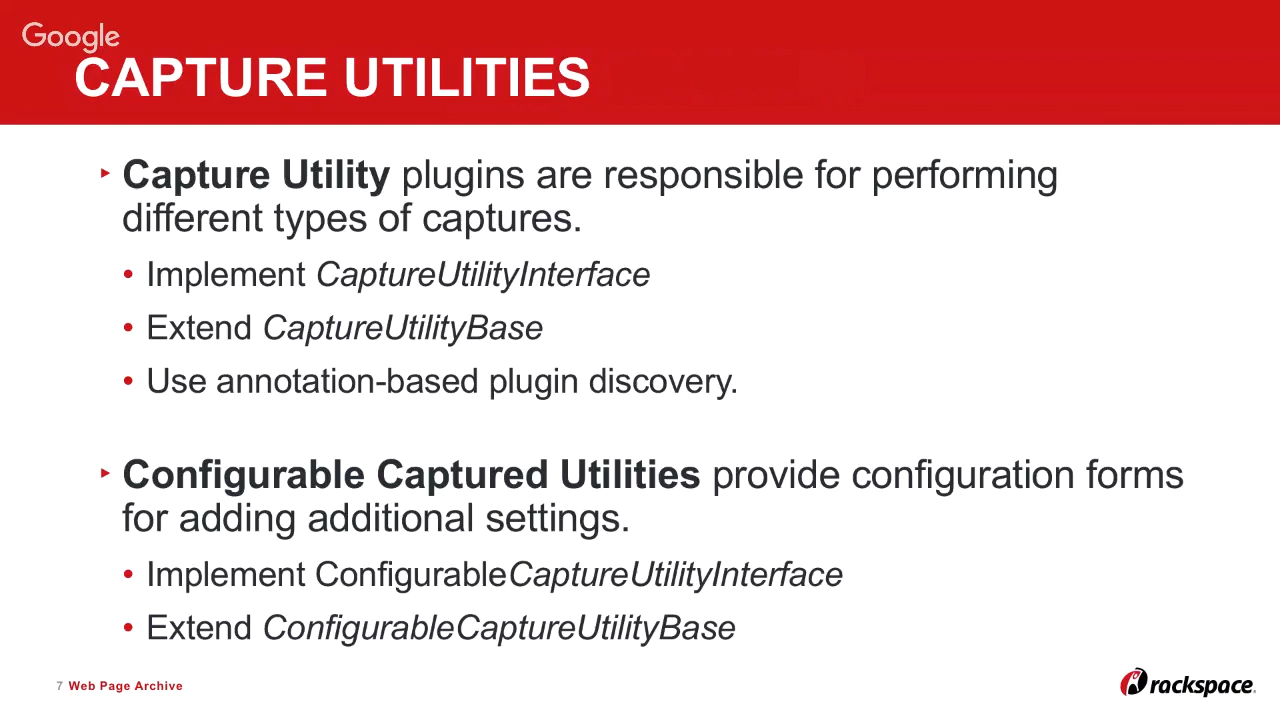 Google
CAPTURE UTILITIES
‣ Capture Utility plugins are responsible for performing
different types of captures.
• Implement CaptureUtilityInterface
• Extend CaptureUtilityBase
• Use annotation-based plugin discovery.
‣ Configurable Captured Utilities provide configuration forms
for adding additional settings.
• Implement ConfigurableCaptureUtilityInterface
• Extend ConfigurableCaptureUtilityBase
7 Web Page Archive
rackspace.